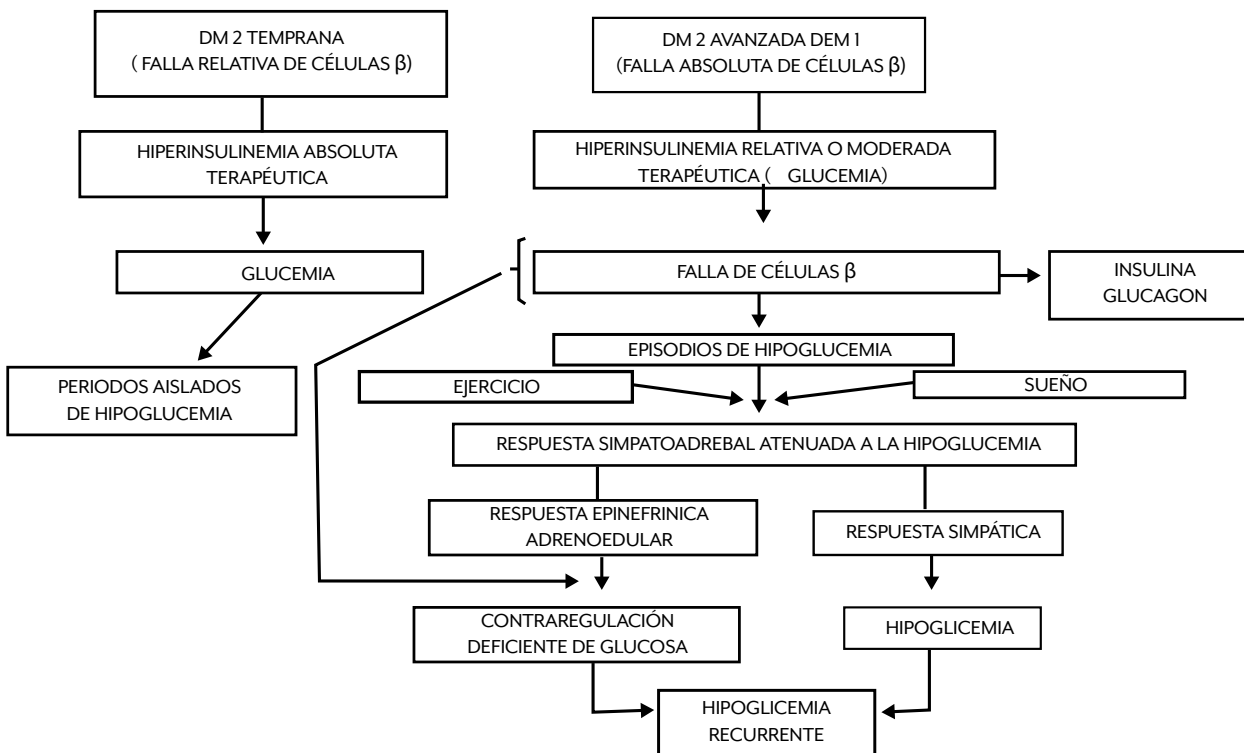 DM 2 TEMPRANA
( FALLA RELATIVA DE CÉLULAS β)
DM 2 AVANZADA DEM 1
(FALLA ABSOLUTA DE CÉLULAS β)
HIPERINSULINEMIA ABSOLUTA
TERAPÉUTICA
HIPERINSULINEMIA RELATIVA O MODERADA
TERAPÉUTICA ( GLUCEMIA)
GLUCEMIA
FALLA DE CÉLULAS β
INSULINA
GLUCAGON
EPISODIOS DE HIPOGLUCEMIA
PERIODOS AISLADOS
DE HIPOGLUCEMIA
EJERCICIO
SUEÑO
RESPUESTA SIMPATOADREBAL ATENUADA A LA HIPOGLUCEMIA
RESPUESTA EPINEFRINICA
ADRENOEDULAR
RESPUESTA SIMPÁTICA
CONTRAREGULACIÓN
DEFICIENTE DE GLUCOSA
HIPOGLICEMIA
HIPOGLICEMIA
RECURRENTE